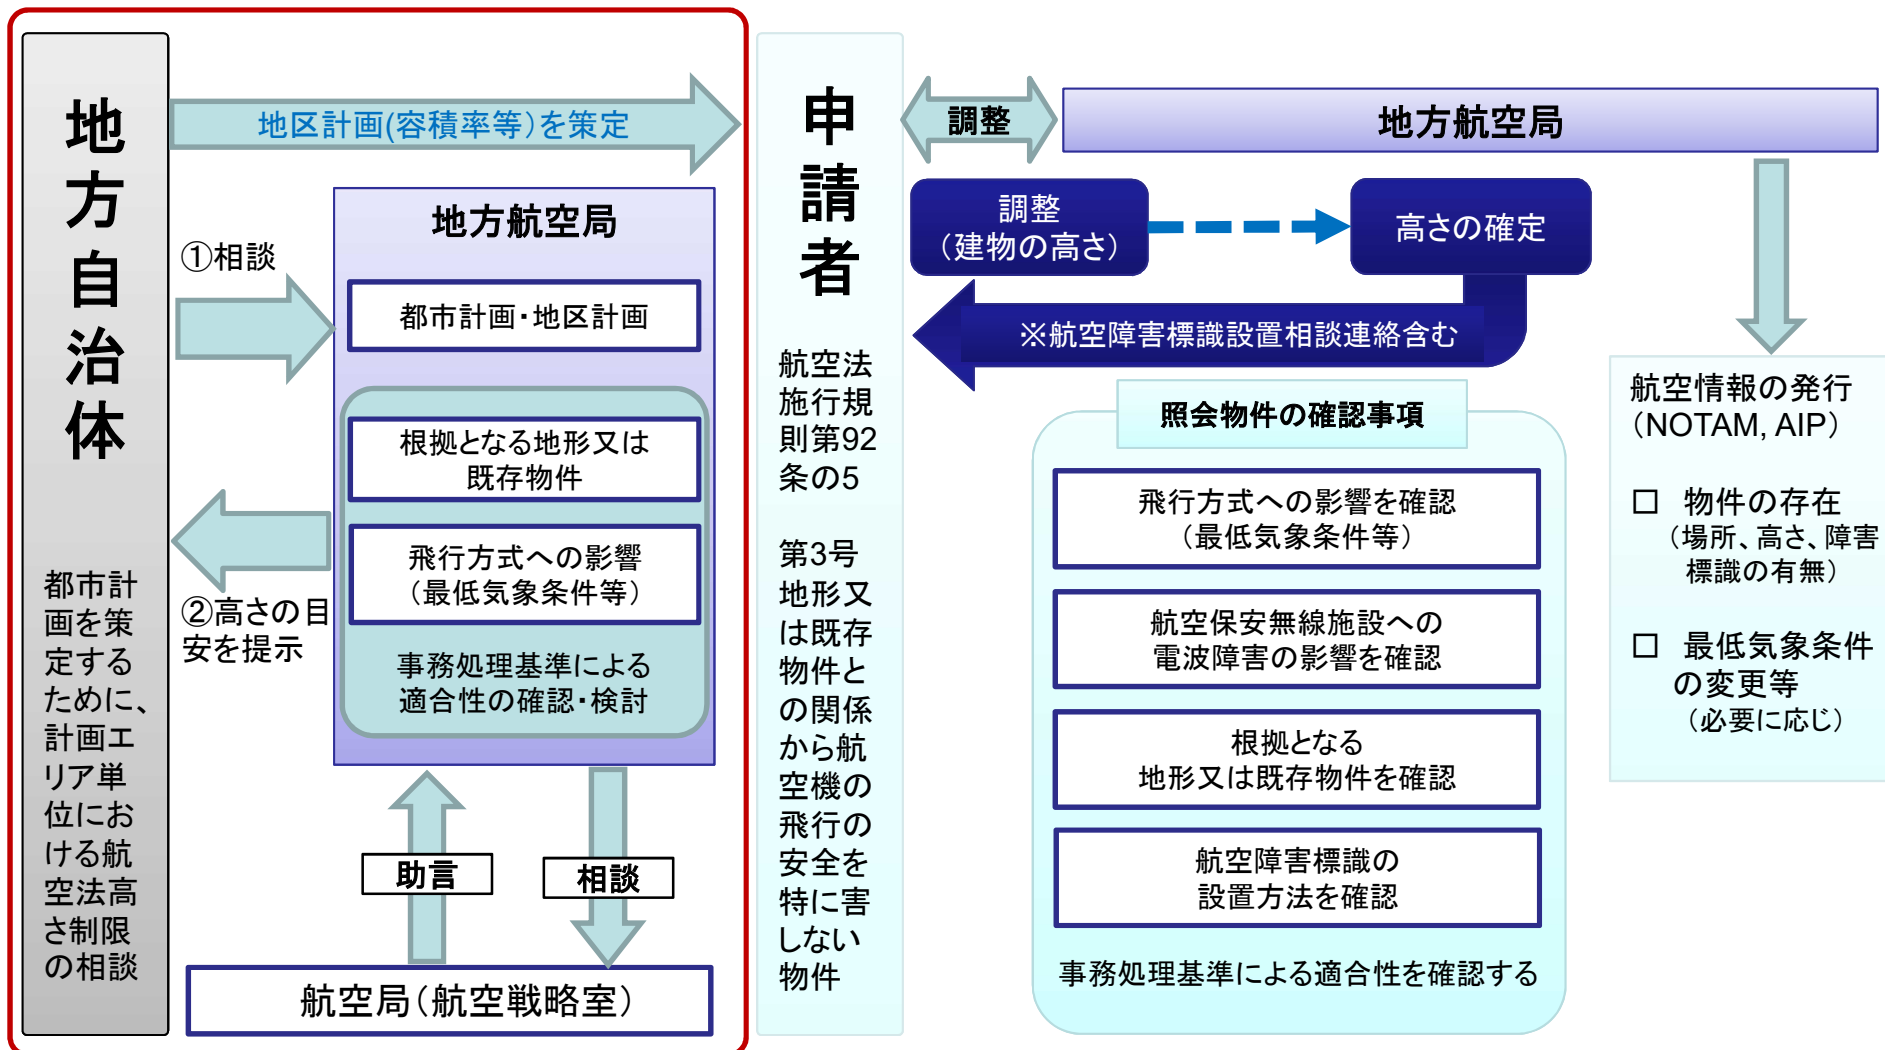 地方自治体
都市計
画を策
定する
ために、
計画エ
リア単
位にお
ける航
空法高
さ制限
の相談
地区計画(容積率等)を策定
①相談
②高さの目
安を提示
地方航空局
都市計画・地区計画
根拠となる地形又は
既存物件
飛行方式への影響
（最低気象条件等）
事務処理基準による
適合性の確認・検討
助言
相談
航空局（航空戦略室）
申請者
航空法
施行規
則第92
条の5
第3号
地形又
は既存
物件と
の関係
から航
空機の
飛行の
安全を
特に害
しない
物件
調整
地方航空局
調整
（建物の高さ）
高さの確定
※航空障害標識設置相談連絡含む
照会物件の確認事項
飛行方式への影響を確認
（最低気象条件等）
航空保安無線施設への
電波障害の影響を確認
根拠となる
地形又は既存物件を確認
航空障害標識の
設置方法を確認
事務処理基準による適合性を確認する
航空情報の発行
（NOTAM, AIP）
□ 物件の存在
（場所、高さ、障害
標識の有無）
□ 最低気象条件
の変更等
（必要に応じ）